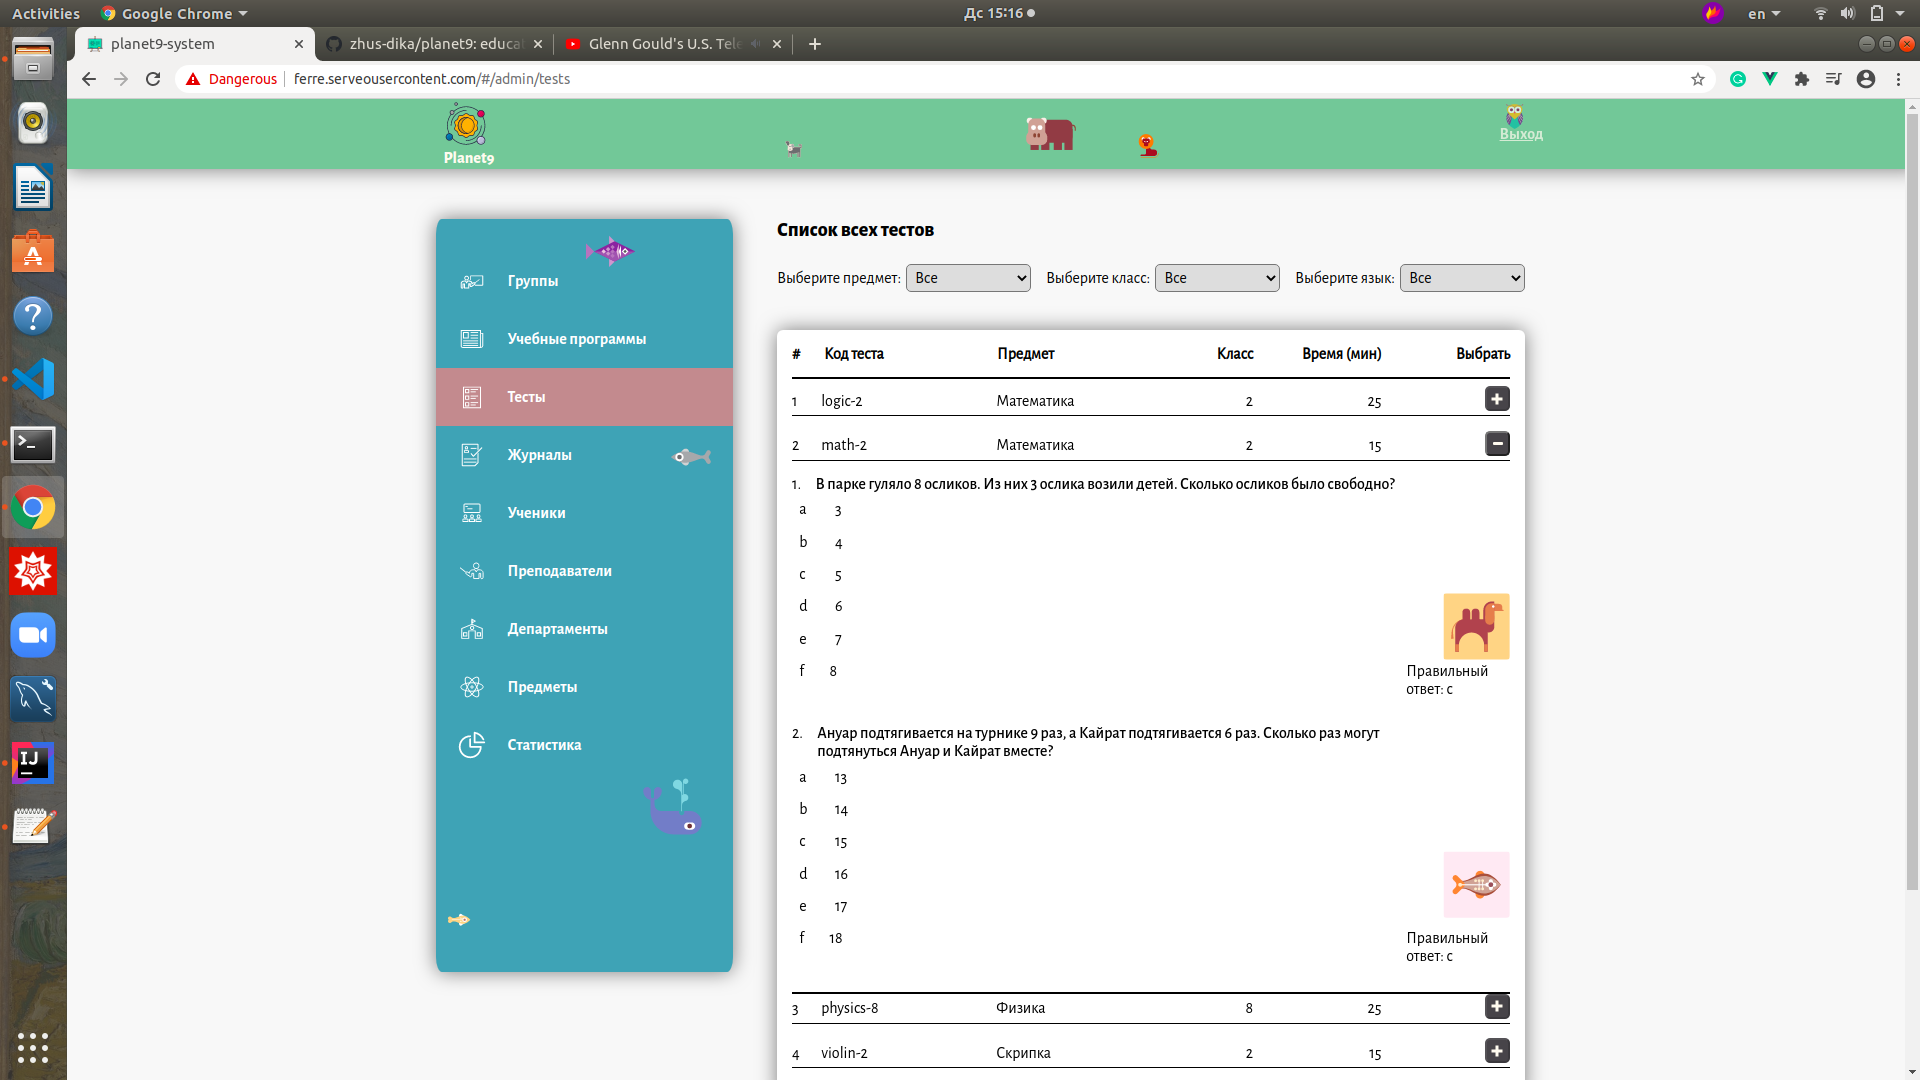 Activities Google Chrome Дс 15:16 en
planet9-system zhus-dika/planet9: educa Glenn Gould's U.S. Tele
Dangerous ferre.serveousercontent.com/#/admin/tests
Planet9
Выход
Группы
Учебные программы
Тесты
Журналы
Ученики
Преподаватели
Департаменты
Предметы
Статистика
Список всех тестов
Выберите предмет: Все Выберите класс: Все Выберите язык: Все
# Код теста Предмет Класс Время (мин) Выбрать
1 logic-2 Математика 2 25
2 math-2 Математика 2 15
1. В парке гуляло 8 осликов. Из них 3 ослика возили детей. Сколько осликов было свободно?
a 3
b 4
c 5
d 6
e 7
f 8
Правильный
ответ: c
2. Ануар подтягивается на турнике 9 раз, а Кайрат подтягивается 6 раз. Сколько раз могут
подтянуться Ануар и Кайрат вместе?
a 13
b 14
c 15
d 16
e 17
f 18
Правильный
ответ: c
3 physics-8 Физика 8 25
4 violin-2 Скрипка 2 15